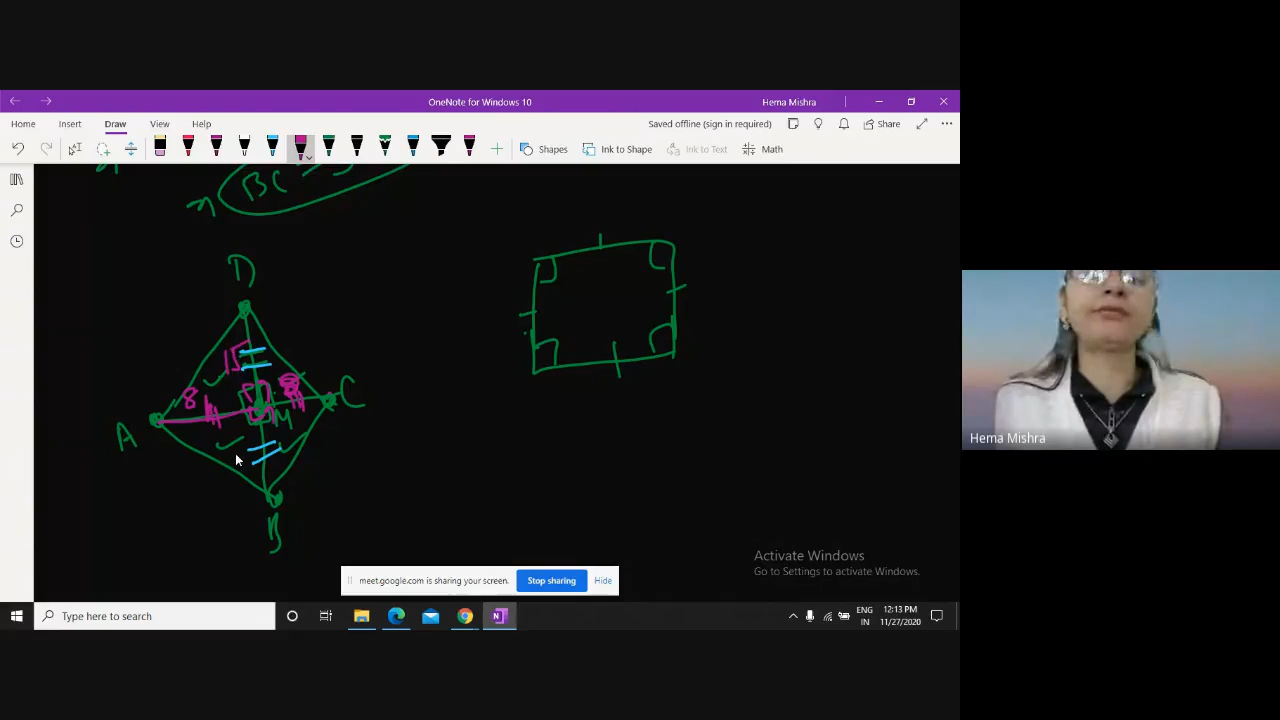 OneNote for Windows 10
Hema Mishra
Home Insert Draw View Help
Saved offline (sign in required)
Share
Shapes
Ink to Shape
Ink to Text
Math
BC
D
15
8
8
A
M
C
B
Hema Mishra
Activate Windows
Go to Settings to activate Windows.
meet.google.com is sharing your screen.
Stop sharing
Hide
Type here to search
ENG
IN
12:13 PM
11/27/2020